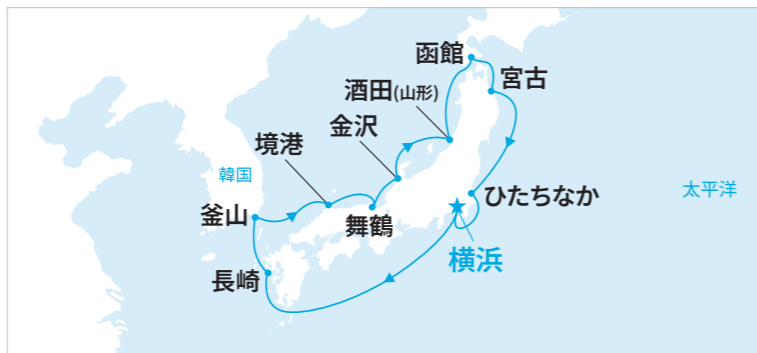 函館
宮古
酒田(山形)
金沢
境港
韓国
太平洋
ひたちなか
釜山
舞鶴
横浜
長崎